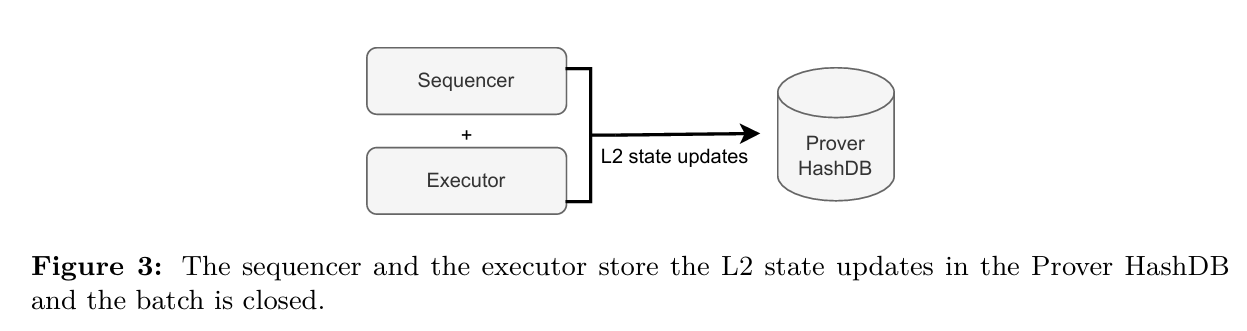 Sequencer
+
Executor
L2 state updates
Prover
HashDB
Figure 3: The sequencer and the executor store the L2 state updates in the Prover HashDB
and the batch is closed.